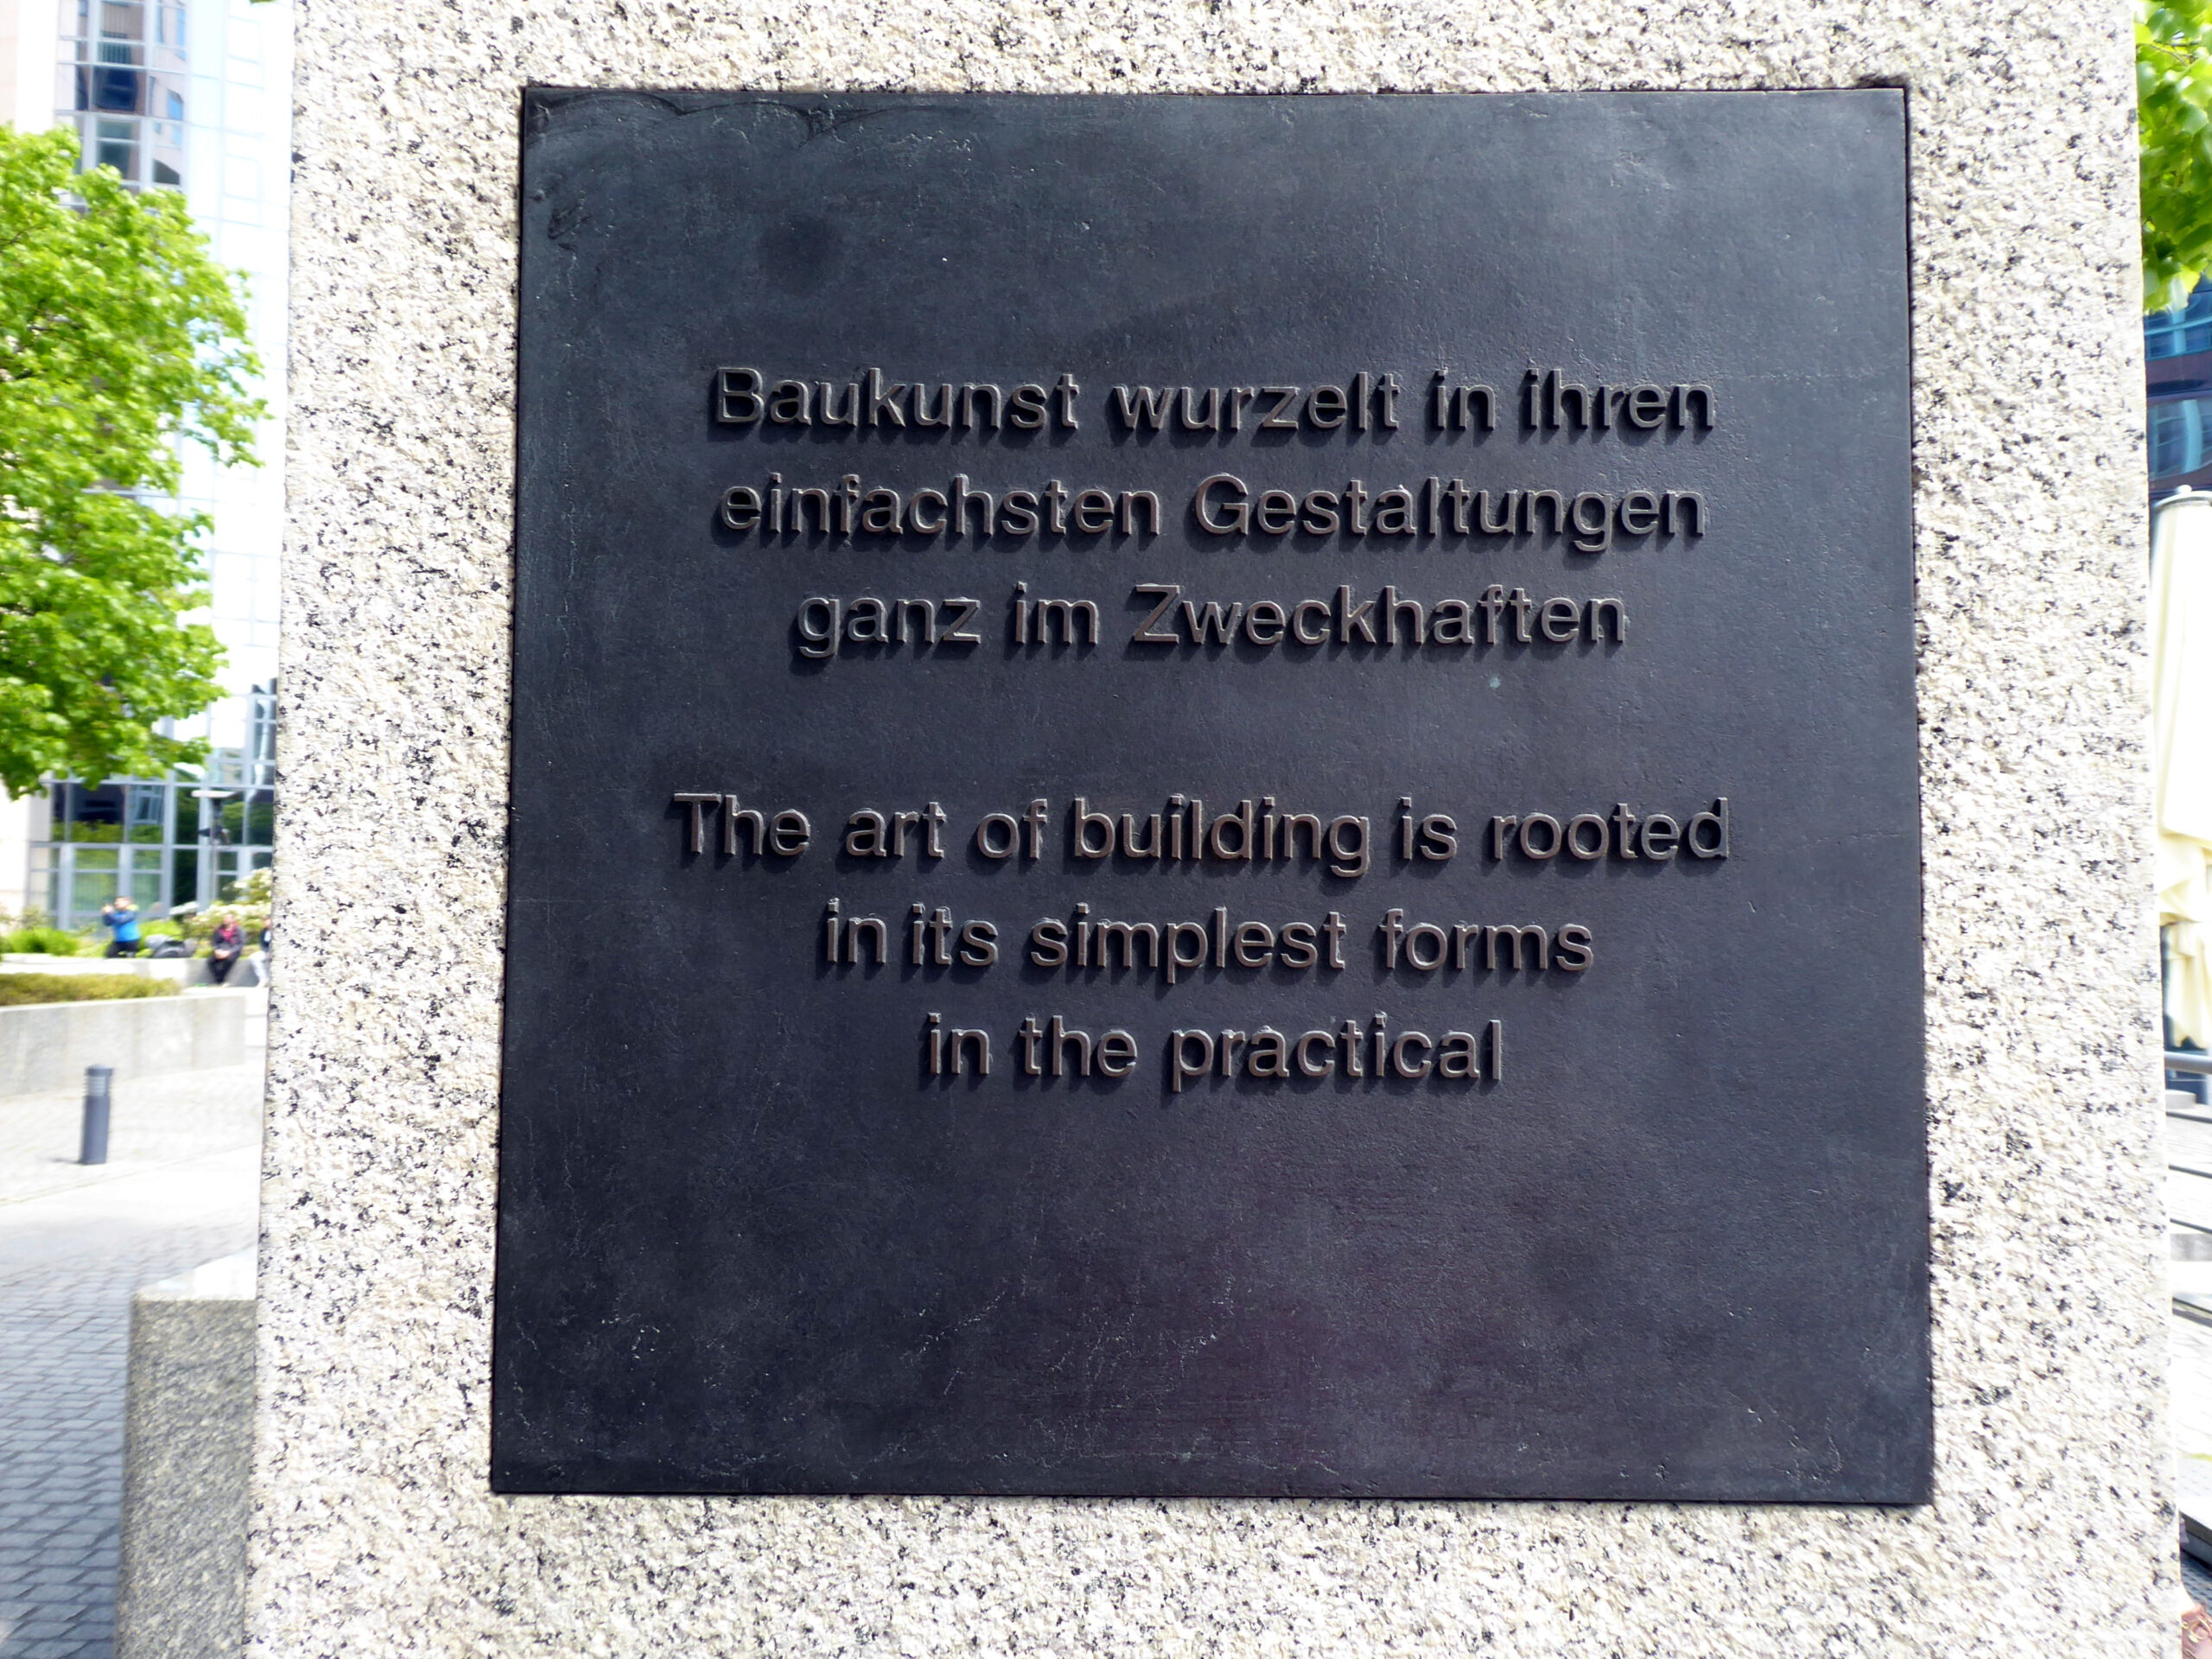 Baukunst wurzelt in ihren
einfachsten Gestaltungen
ganz im Zweckhaften
The art of building is rooted
in its simplest forms
in the practical